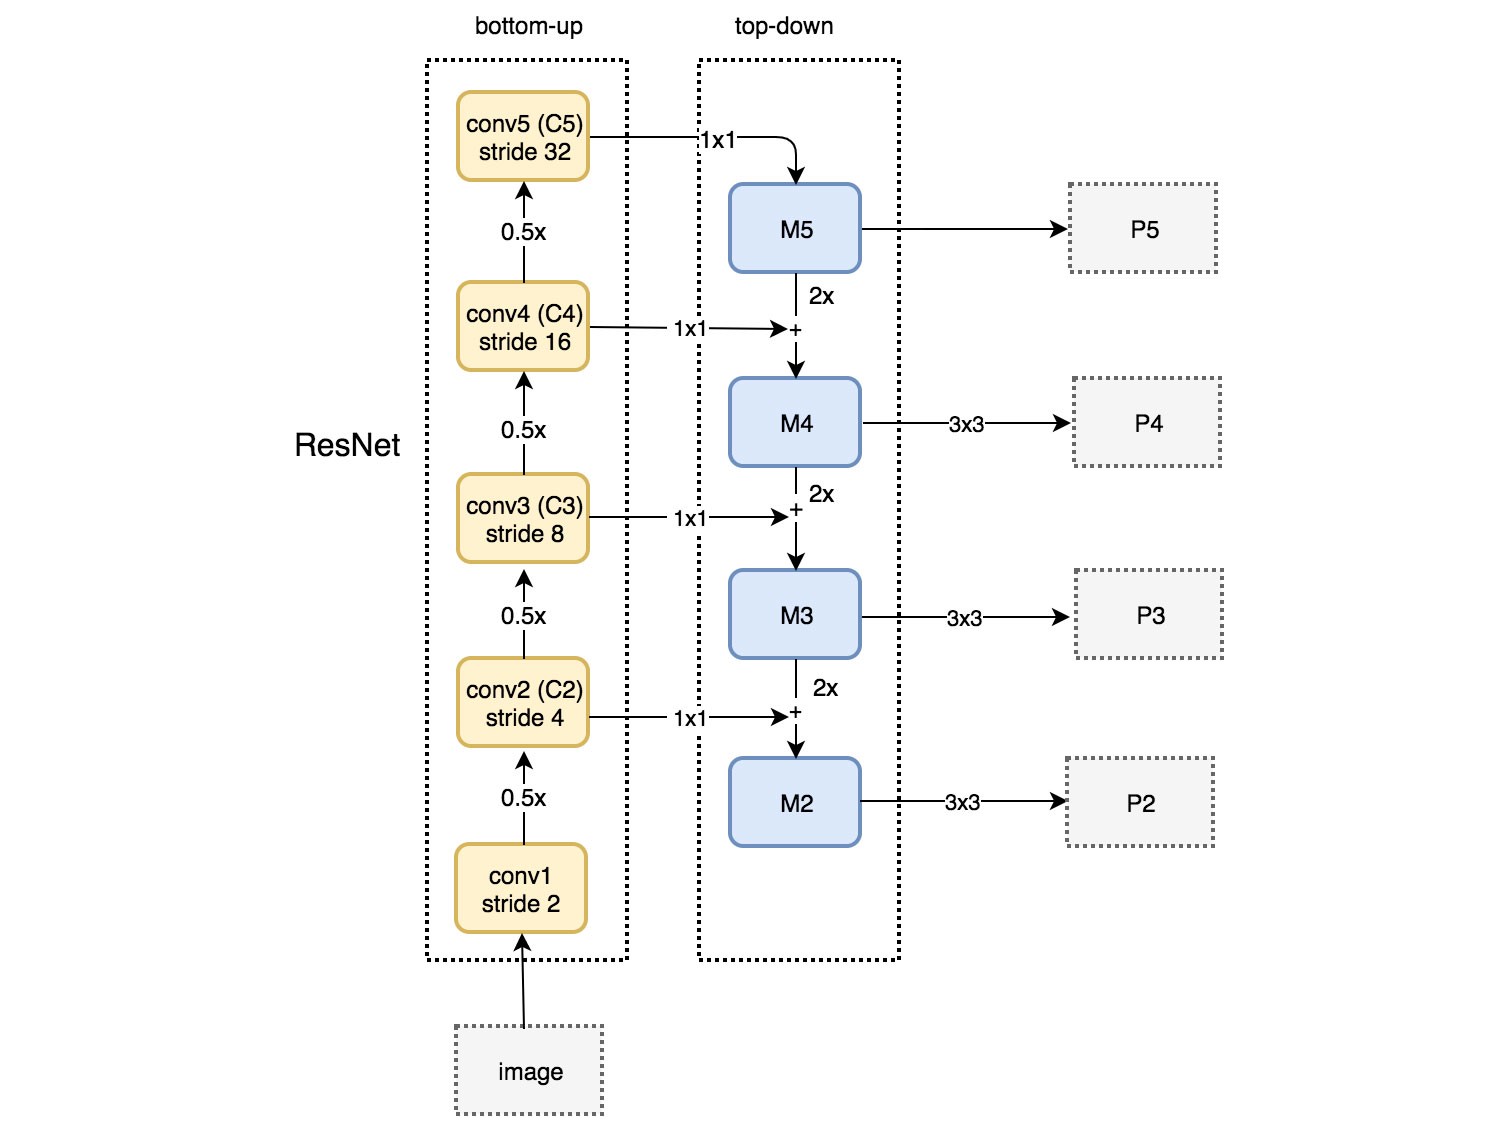 bottom-up
top-down
conv5 (C5)
stride 32
1x1
M5
P5
0.5x
2x
conv4 (C4)
stride 16
1x1
+
M4
3x3
P4
0.5x
ResNet
2x
conv3 (C3)
stride 8
1x1
+
M3
3x3
P3
0.5x
2x
conv2 (C2)
stride 4
1x1
+
M2
3x3
P2
0.5x
conv1
stride 2
image